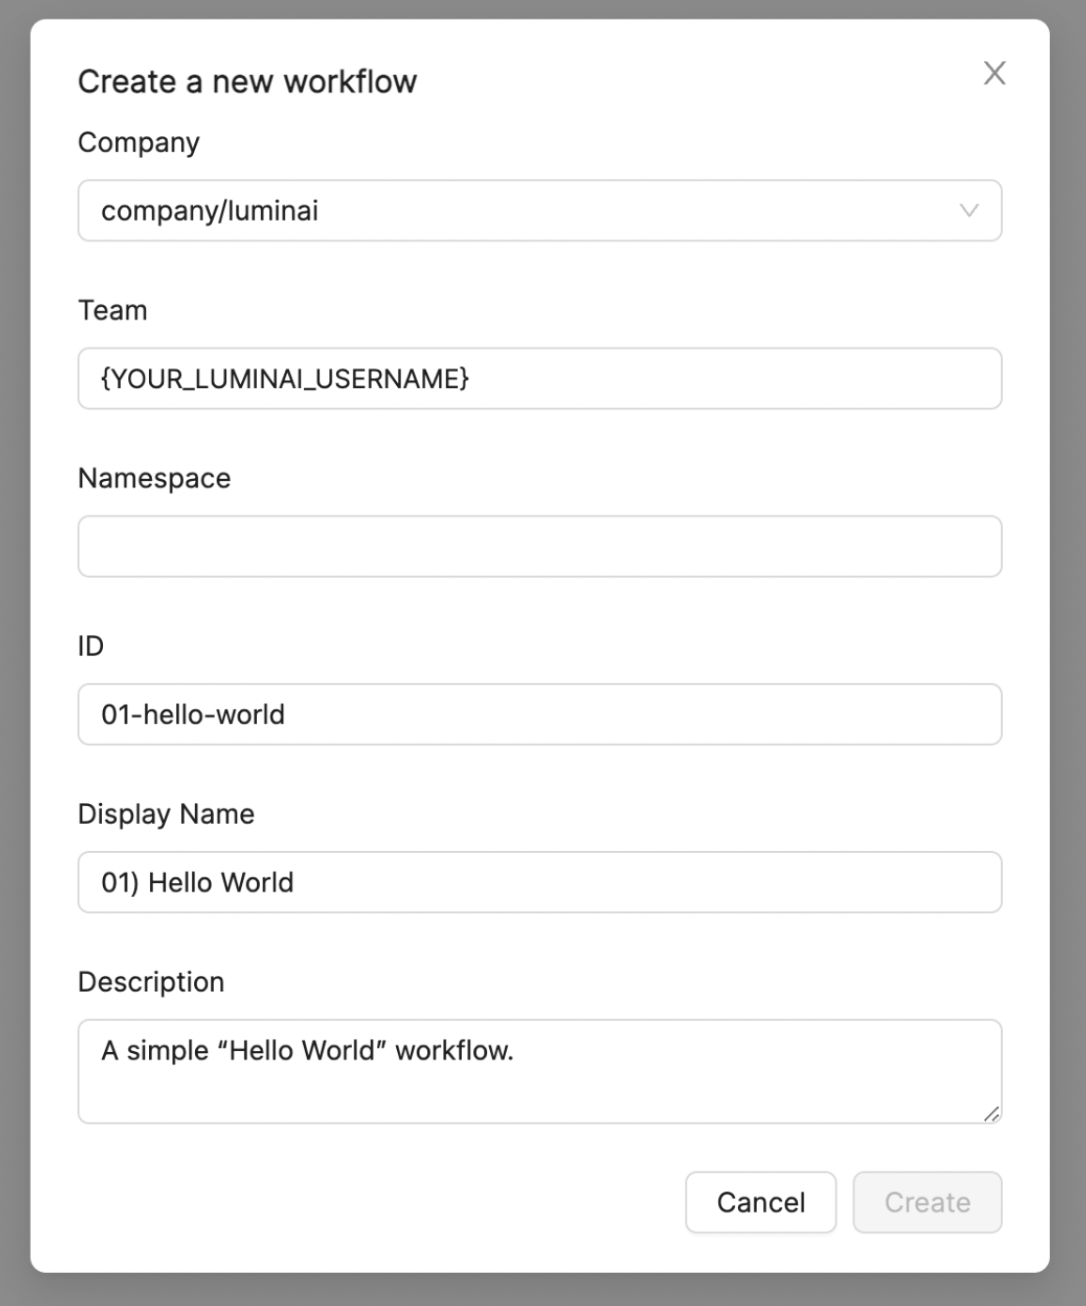 Create a new workflow
Company
company/luminai
Team
{YOUR_LUMINAI_USERNAME}
Namespace
ID
01-hello-world
Display Name
01) Hello World
Description
A simple “Hello World” workflow.
Cancel
Create